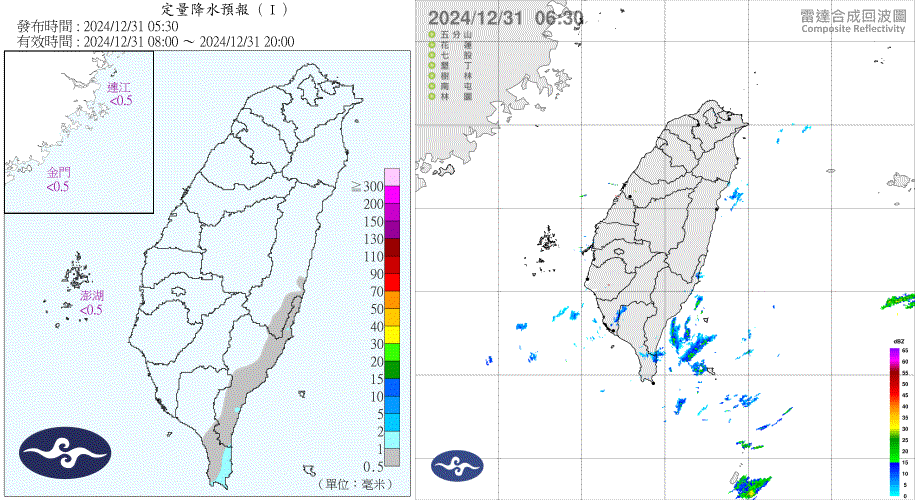 定量降水預報（Ｉ）
發布時間：2024/12/31 05:30
有效時間：2024/12/31 08:00 ～ 2024/12/31 20:00
連江
<0.5
金門
<0.5
澎湖
<0.5
≧ 300
200
150
130
110
90
70
50
40
30
20
15
10
5
2
1
0.5
（單位：毫米）
2024/12/31 06:30
雷達合成回波圖
Composite Reflectivity
五分山
花蓮
七股
墾丁
樹林
南屯
林園
dBZ
65
60
55
50
45
40
35
30
25
20
15
10
5